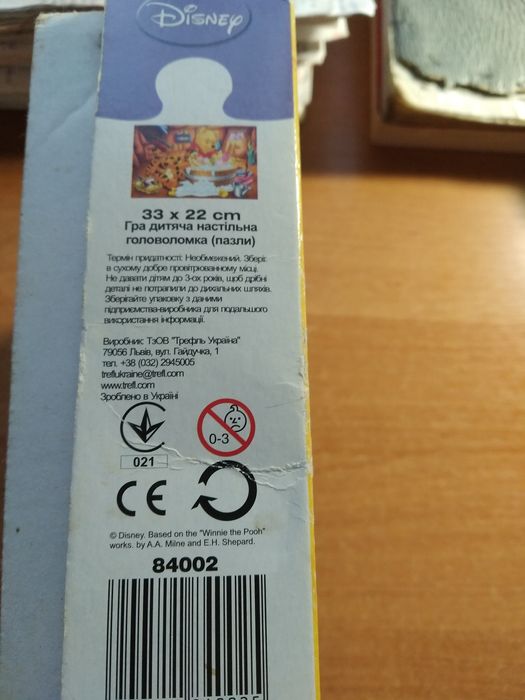 Disney
33 x 22 cm
Гра дитяча настільна
головоломка (пазли)
Термін придатності: Необмежений. Зберіг.
в сухому добре провітрюванному місці.
Не давати дітям до 3-ох років, щоб дрібні
деталі не потрапили до дихальних шляхів.
Зберігайте упаковку з даними
підприємства-виробника для подальшого
використання інформації.
Виробник: ТзОВ "Трефль Україна"
79056 Львів, вул. Гайдучка, 1
тел. +38 (032) 2945005
treflukraine@trefl.com
www.trefl.com
Зроблено в Україні
0-3
021
CE
© Disney. Based on the "Winnie the Pooh"
works. by A.A. Milne and E.H. Shepard.
84002